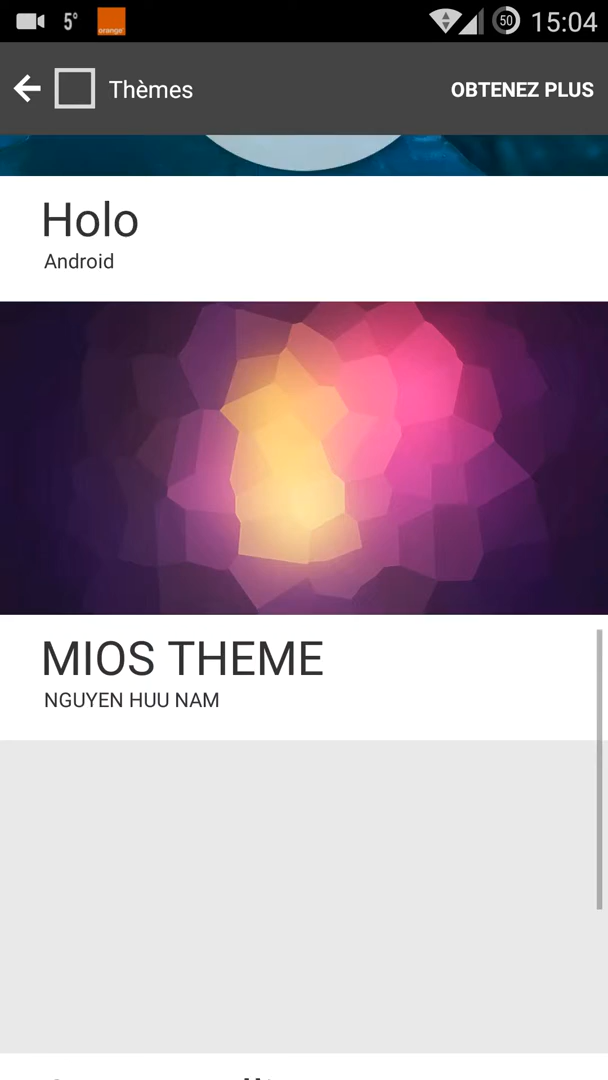 5° orange 50 15:04
Thèmes OBTENEZ PLUS
Holo
Android
MIOS THEME
NGUYEN HUU NAM